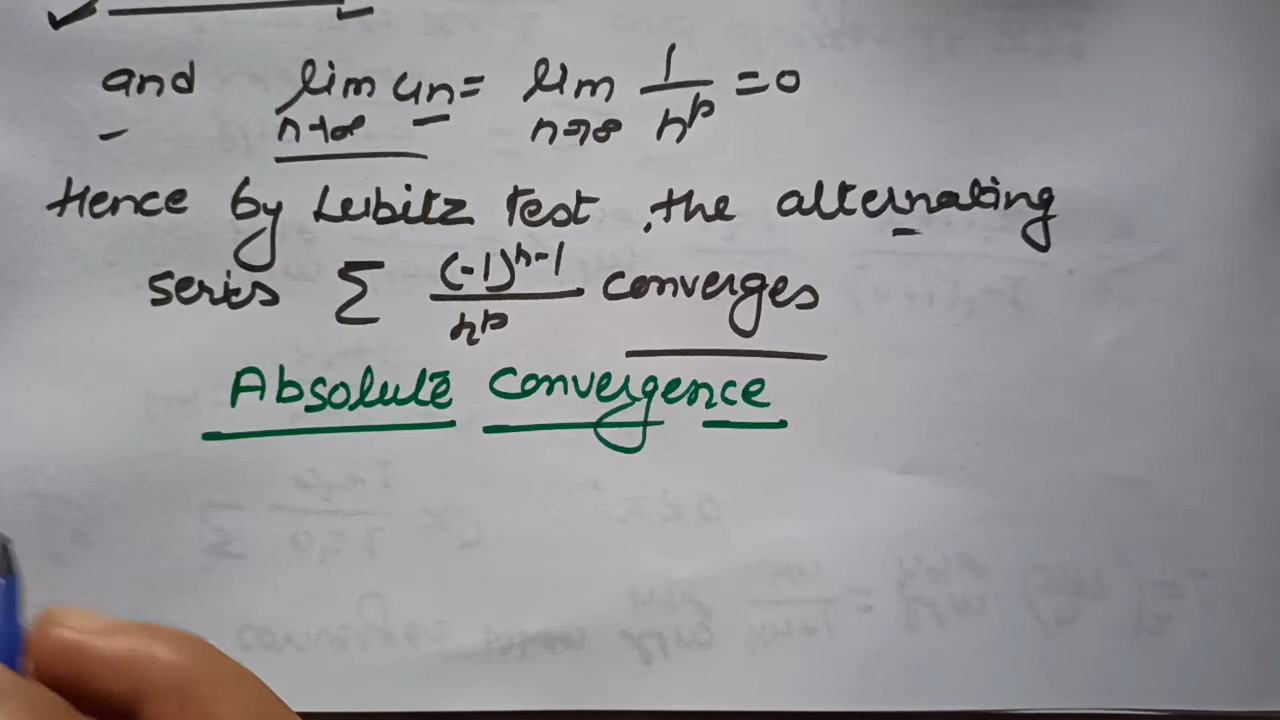 and lim n→∞ un = lim n→∞ 1/n^p = 0
Hence by Leibitz Test, the alternating
series Σ (-1)^n-1/n^p converges
Absolute Convergence